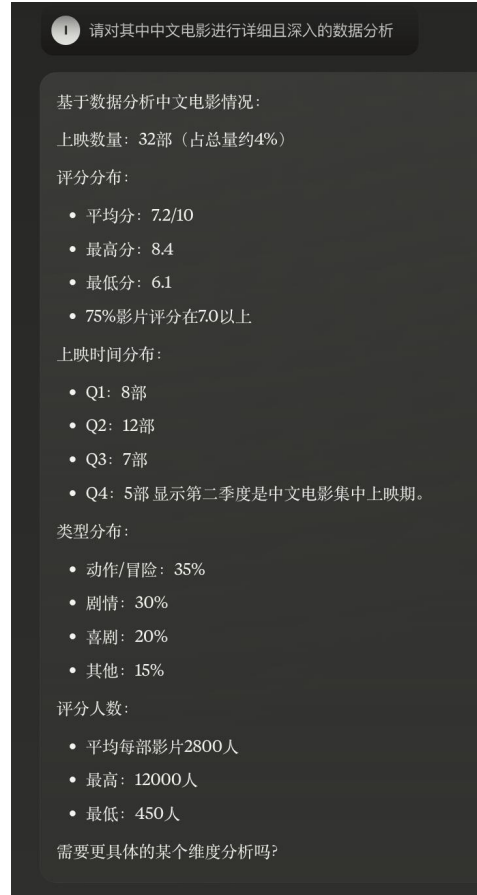 I
请对其中中文电影进行详细且深入的数据分析
基于数据分析中文电影情况：
上映数量：32部（占总量约4%）
评分分布：
• 平均分：7.2/10
• 最高分：8.4
• 最低分：6.1
• 75%影片评分在7.0以上
上映时间分布：
• Q1：8部
• Q2：12部
• Q3：7部
• Q4：5部 显示第二季度是中文电影集中上映期。
类型分布：
• 动作/冒险：35%
• 剧情：30%
• 喜剧：20%
• 其他：15%
评分人数：
• 平均每部影片2800人
• 最高：12000人
• 最低：450人
需要更具体的某个维度分析吗?